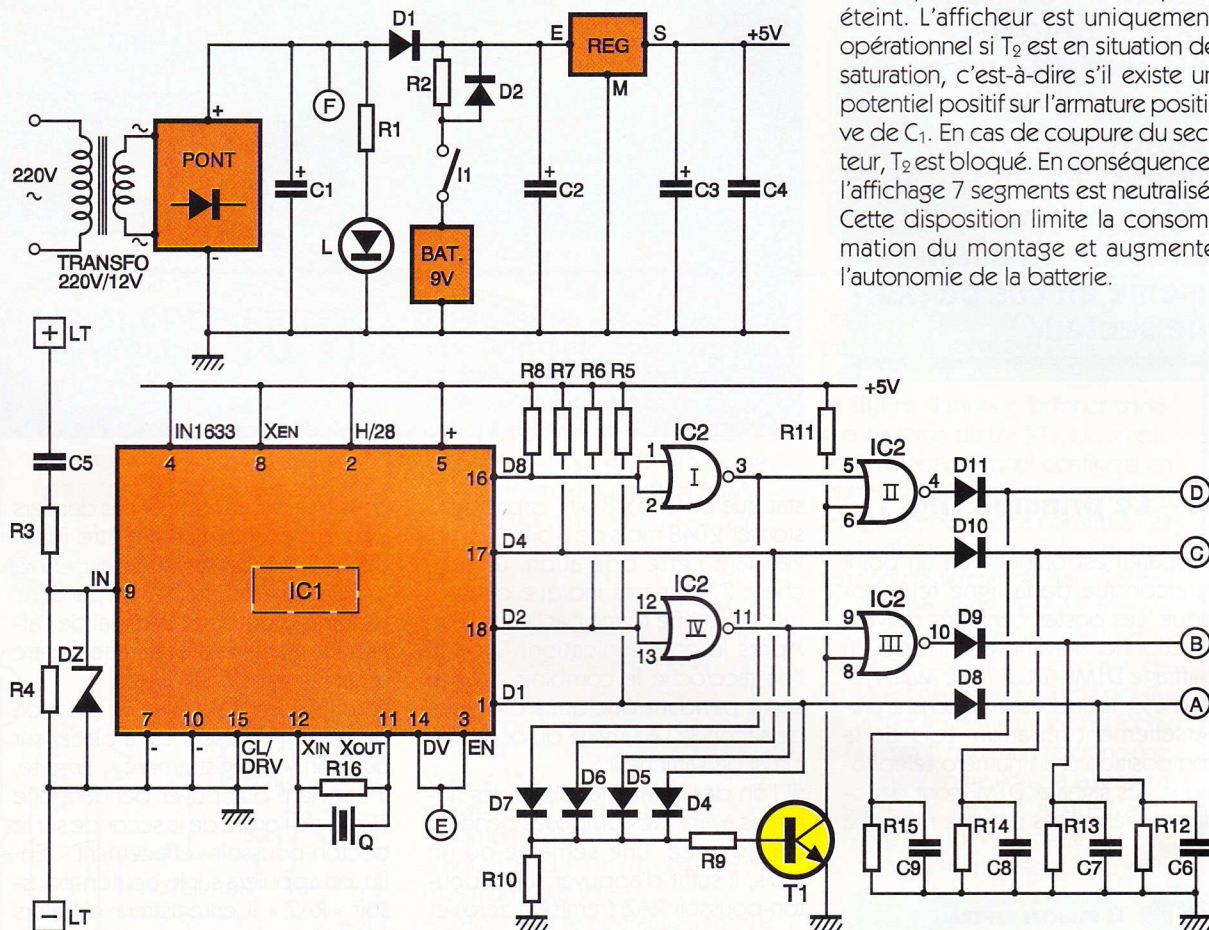 éteint. L'afficheur est uniquement
opérationnel si T2 est en situation de
saturation, c'est-à-dire s'il existe un
potentiel positif sur l'armature positi-
ve de C1. En cas de coupure du sec-
teur, T2 est bloqué. En conséquence,
l'affichage 7 segments est neutralisé.
Cette disposition limite la consom-
mation du montage et augmente
l'autonomie de la batterie.
D1
E REG S +5V
R2
D2
M
+
F
R1
~
PONT
220V
~
+
C1
I1
+
C2
+
C3
C4
L
BAT.
9V
~
-
TRANSFO
220V/12V
+ LT
R8 R7 R6 R5
+5V
IN1633 XEN H/28 +
4 8 2 5
C5
R3
IN
9
IC1
R4
DZ
D8
16
D4
17
D2
18
D1
1
IC2
1
2
I
3
R11
IC2
5
6
II
4
D11
D
D10
C
IC2
12
13
IV
11
IC2
9
8
III
10
D9
B
D8
A
7 10 15 12 11 14 3
CL/
DRV
XIN XOUT
DV EN
R16
Q
E
LT
D7 D6 D5 D4
R10
R9
T1
R15 R14 R13 R12
C9 C8 C7 C6